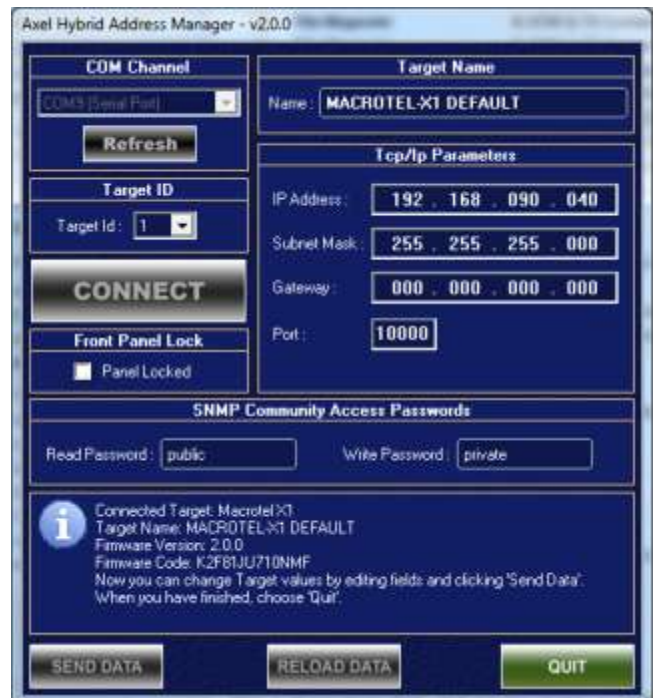 Axel Hybrid Address Manager - v2.0.0
COM Channel
COM9 (Serial Port)
Refresh
Target ID
Target Id : 1
CONNECT
Front Panel Lock
Panel Locked
Target Name
Name : MACROTEL-X1 DEFAULT
Tcp/Ip Parameters
IP Address : 192 . 168 . 090 . 040
Subnet Mask : 255 . 255 . 255 . 000
Gateway : 000 . 000 . 000 . 000
Port : 10000
SNMP Community Access Passwords
Read Password : public
Write Password : private
Connected Target: Macrotel X1
Target Name: MACROTEL-X1 DEFAULT
Firmware Version: 2.0.0
Firmware Code: K2F81JU710NMF
Now you can change Target values by editing fields and clicking 'Send Data'.
When you have finished, choose 'Quit'.
SEND DATA
RELOAD DATA
QUIT